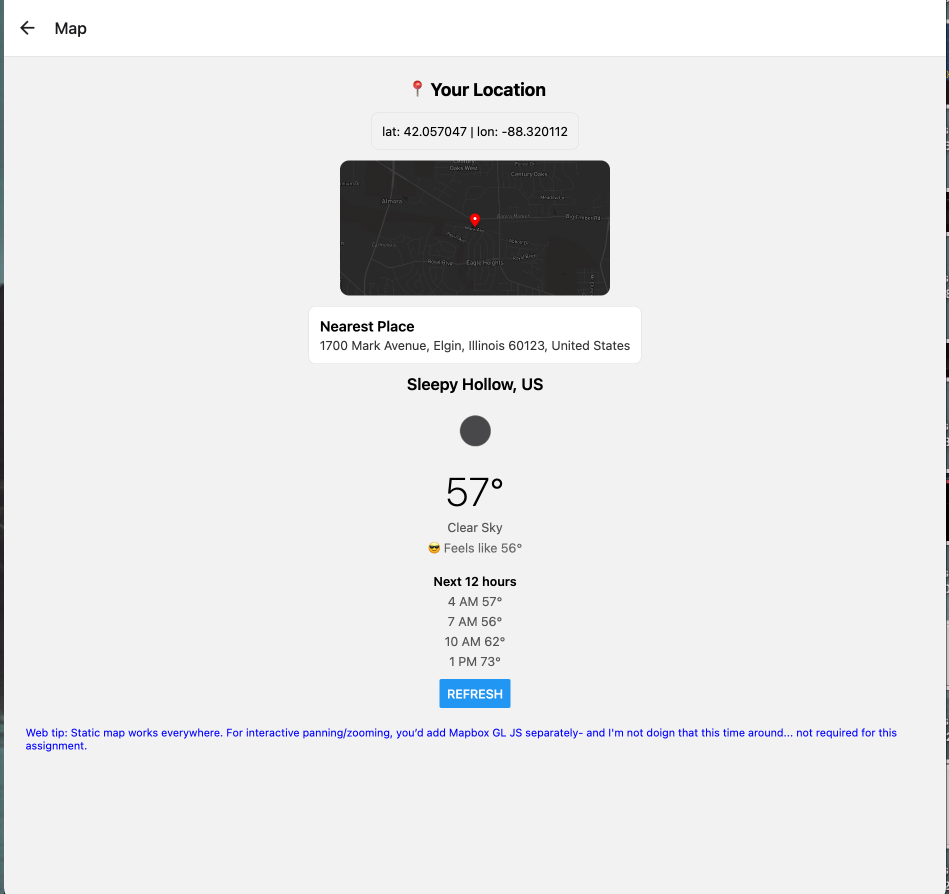 Map
Your Location
lat: 42.057047 | lon: -88.320112
Oaks West
Century Oaks
Almora
Big Timber Rd
Eagle Heights
Nearest Place
1700 Mark Avenue, Elgin, Illinois 60123, United States
Sleepy Hollow, US
57°
Clear Sky
Feels like 56°
Next 12 hours
4 AM 57°
7 AM 56°
10 AM 62°
1 PM 73°
REFRESH
Web tip: Static map works everywhere. For interactive panning/zooming, you’d add Mapbox GL JS separately- and I'm not doign that this time around... not required for this
assignment.